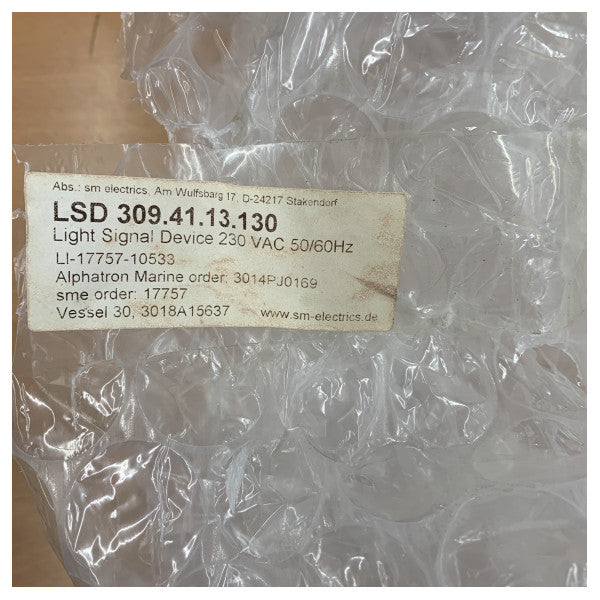 Abs.: sm electrics, Am Wulfsbarg 17, D-24217 Stakendorf
LSD 309.41.13.130
Light Signal Device 230 VAC 50/60Hz
LI-17757-10533
Alphatron Marine order: 3014PJ0169
sme order: 17757
Vessel 30, 3018A15637 www.sm-electrics.de